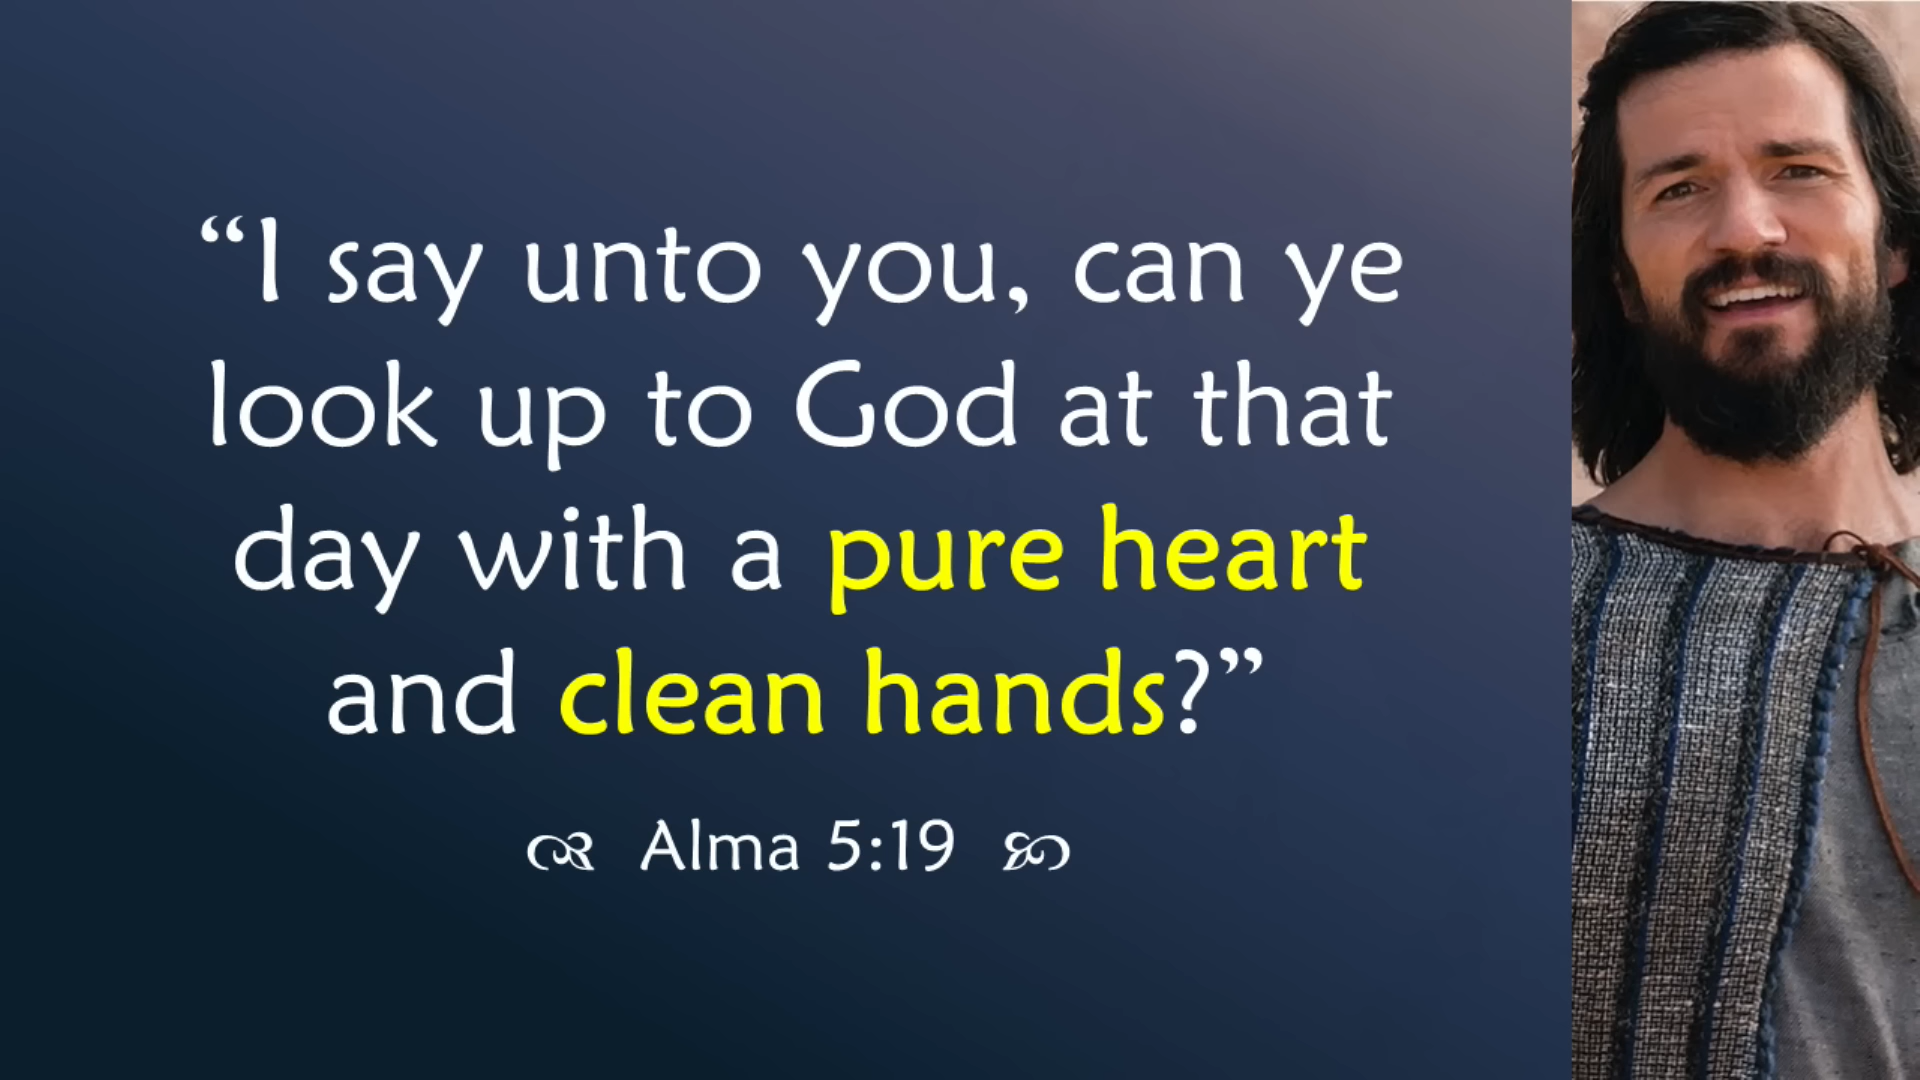 “I say unto you, can ye
look up to God at that
day with a pure heart
and clean hands?”
Alma 5:19